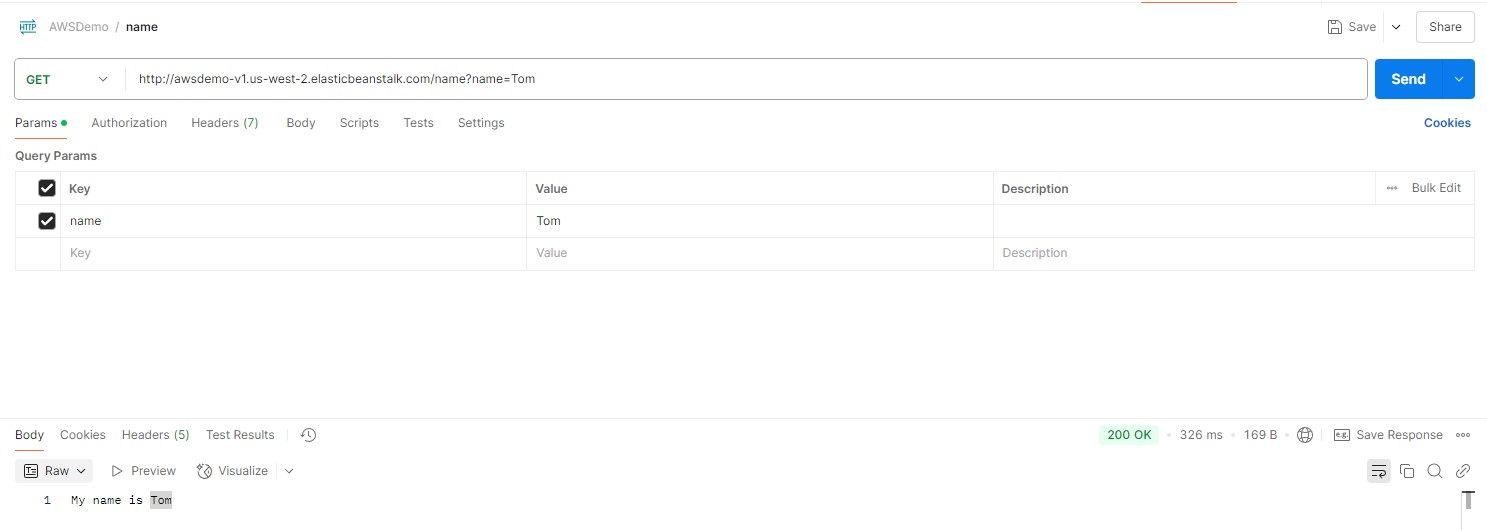 HTTP AWSDemo / name Save Share
GET http://awsdemo-v1.us-west-2.elasticbeanstalk.com/name?name=Tom Send
Params Authorization Headers (7) Body Scripts Tests Settings Cookies
Query Params
Key Value Description Bulk Edit
name Tom
Key Value Description
Body Cookies Headers (5) Test Results 200 OK 326 ms 169 B e.g. Save Response
Raw Preview Visualize
1 My name is Tom